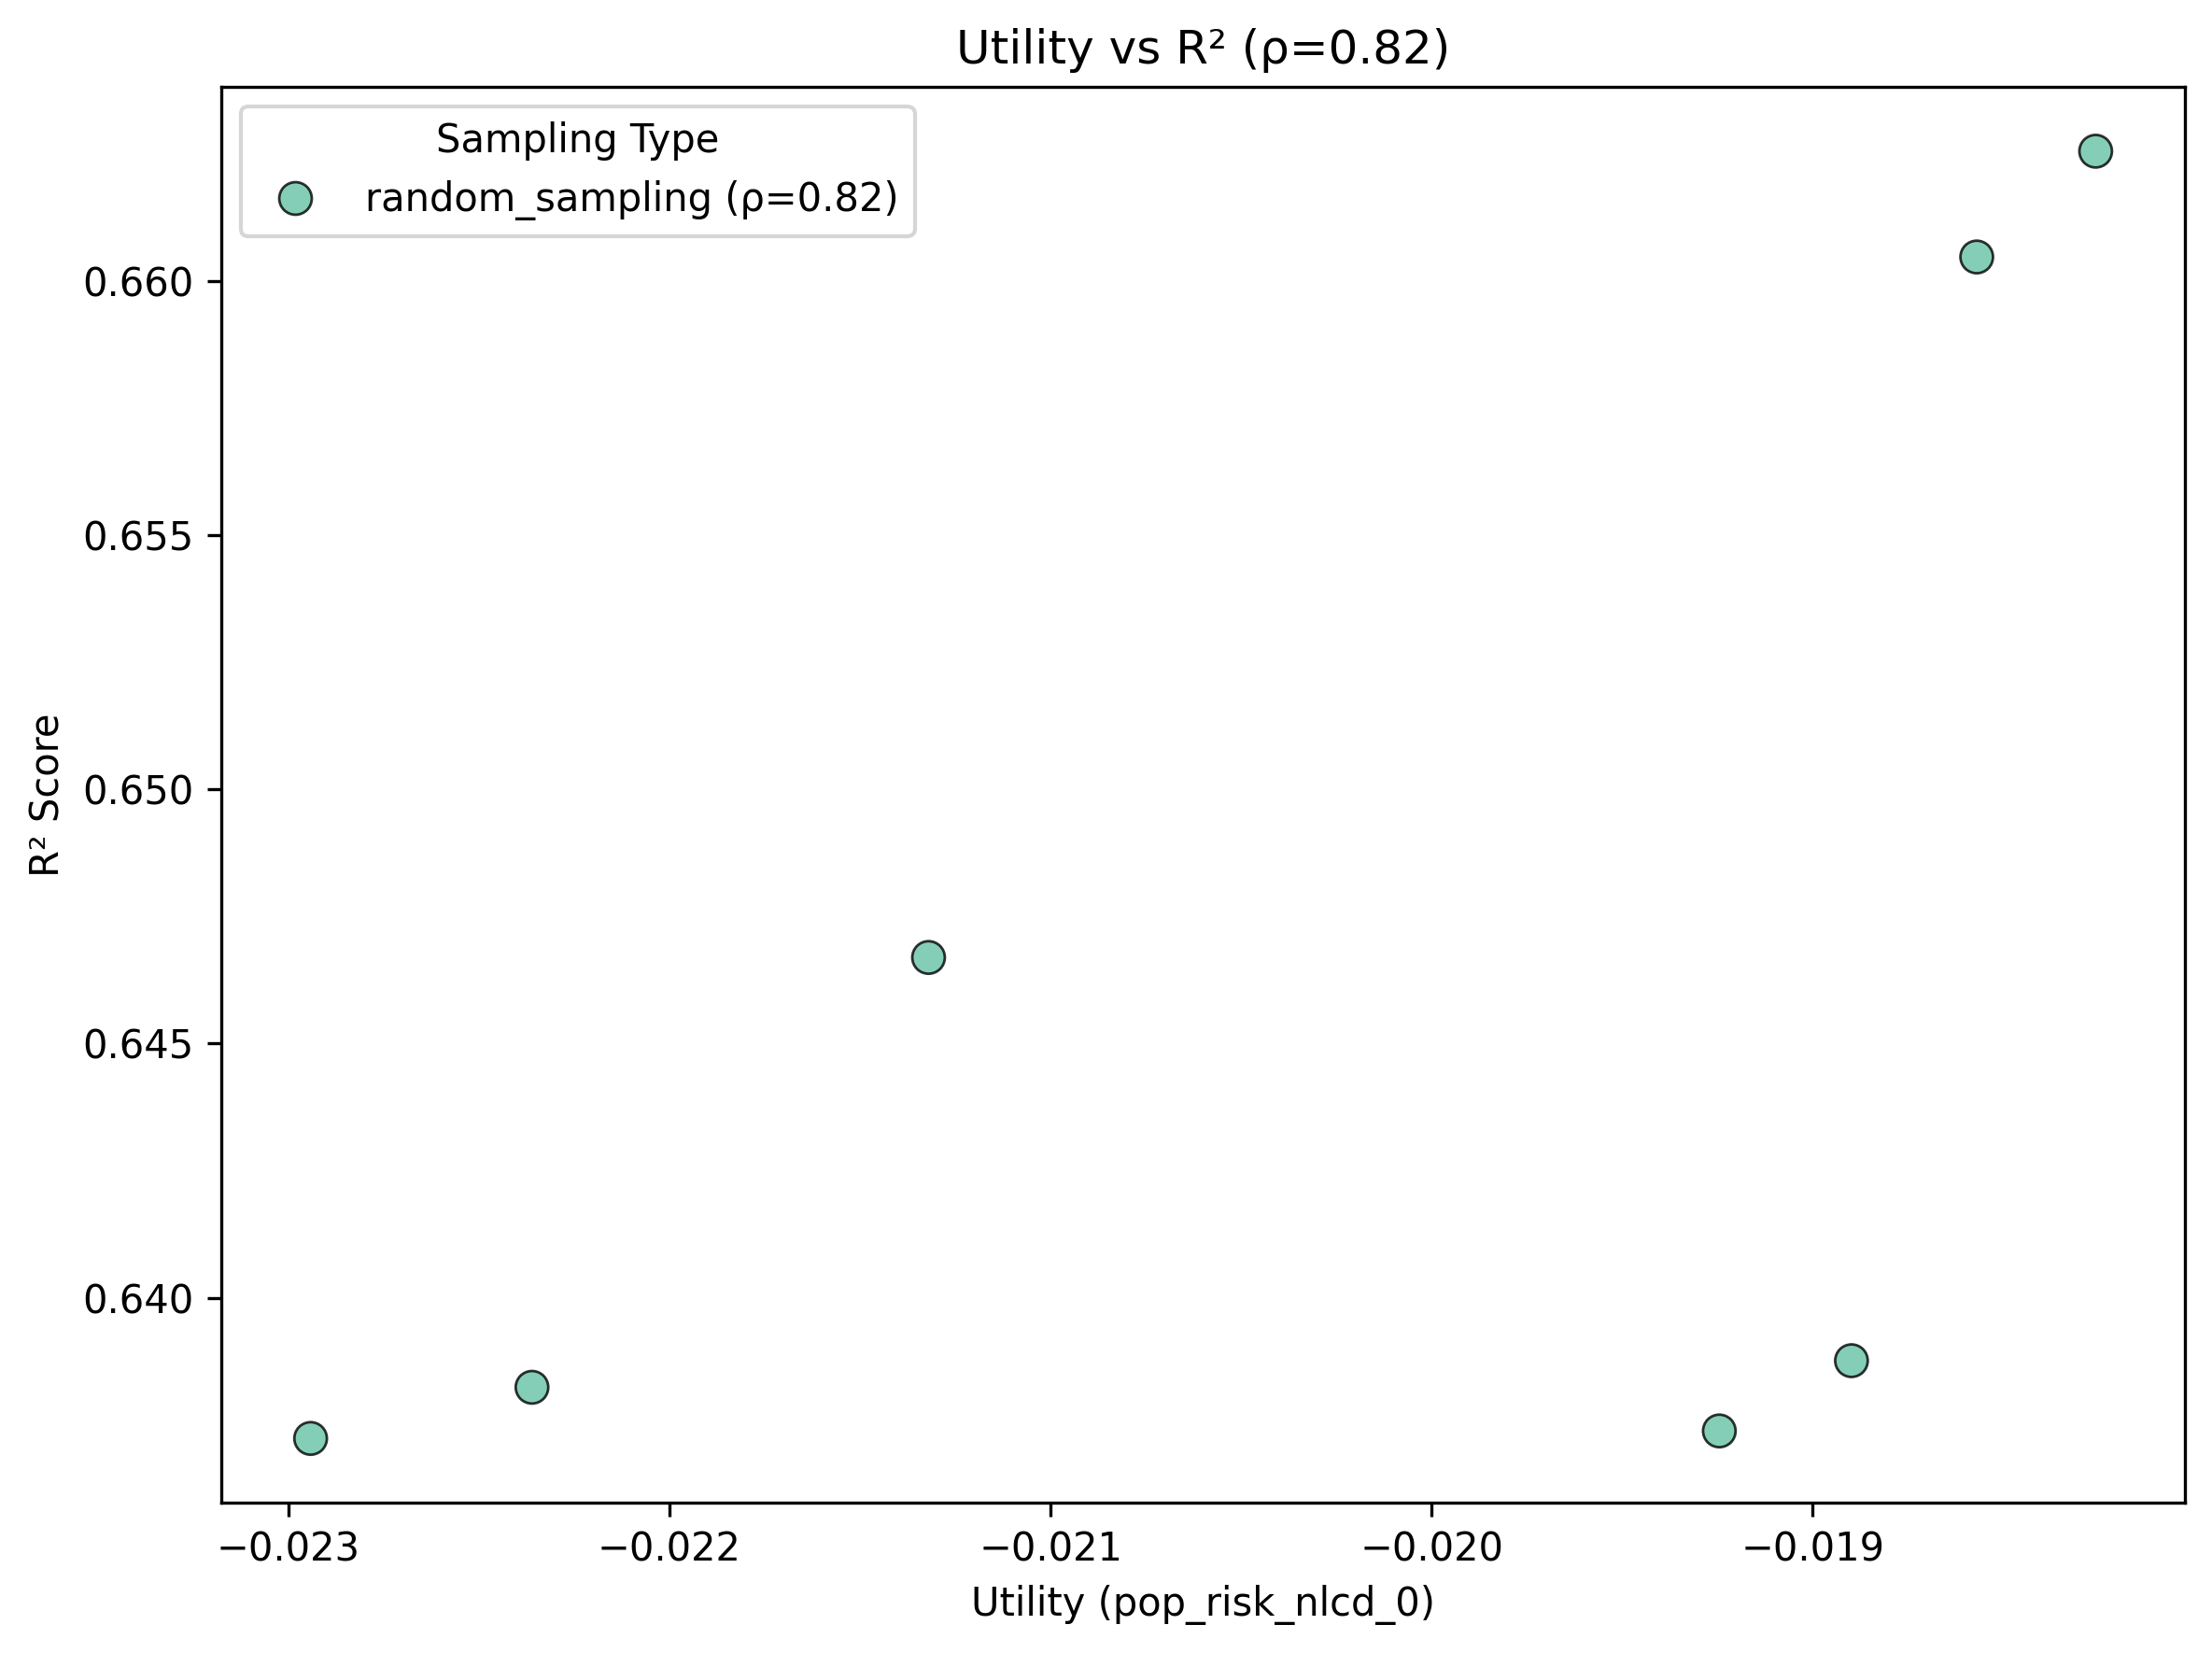 Utility vs R² (ρ=0.82)
Sampling Type
random_sampling (ρ=0.82)
0.660
0.655
0.650
0.645
0.640
R² Score
−0.023
−0.022
−0.021
−0.020
−0.019
Utility (pop_risk_nlcd_0)